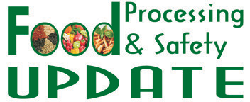 Food Processing
& Safety
UPDATE